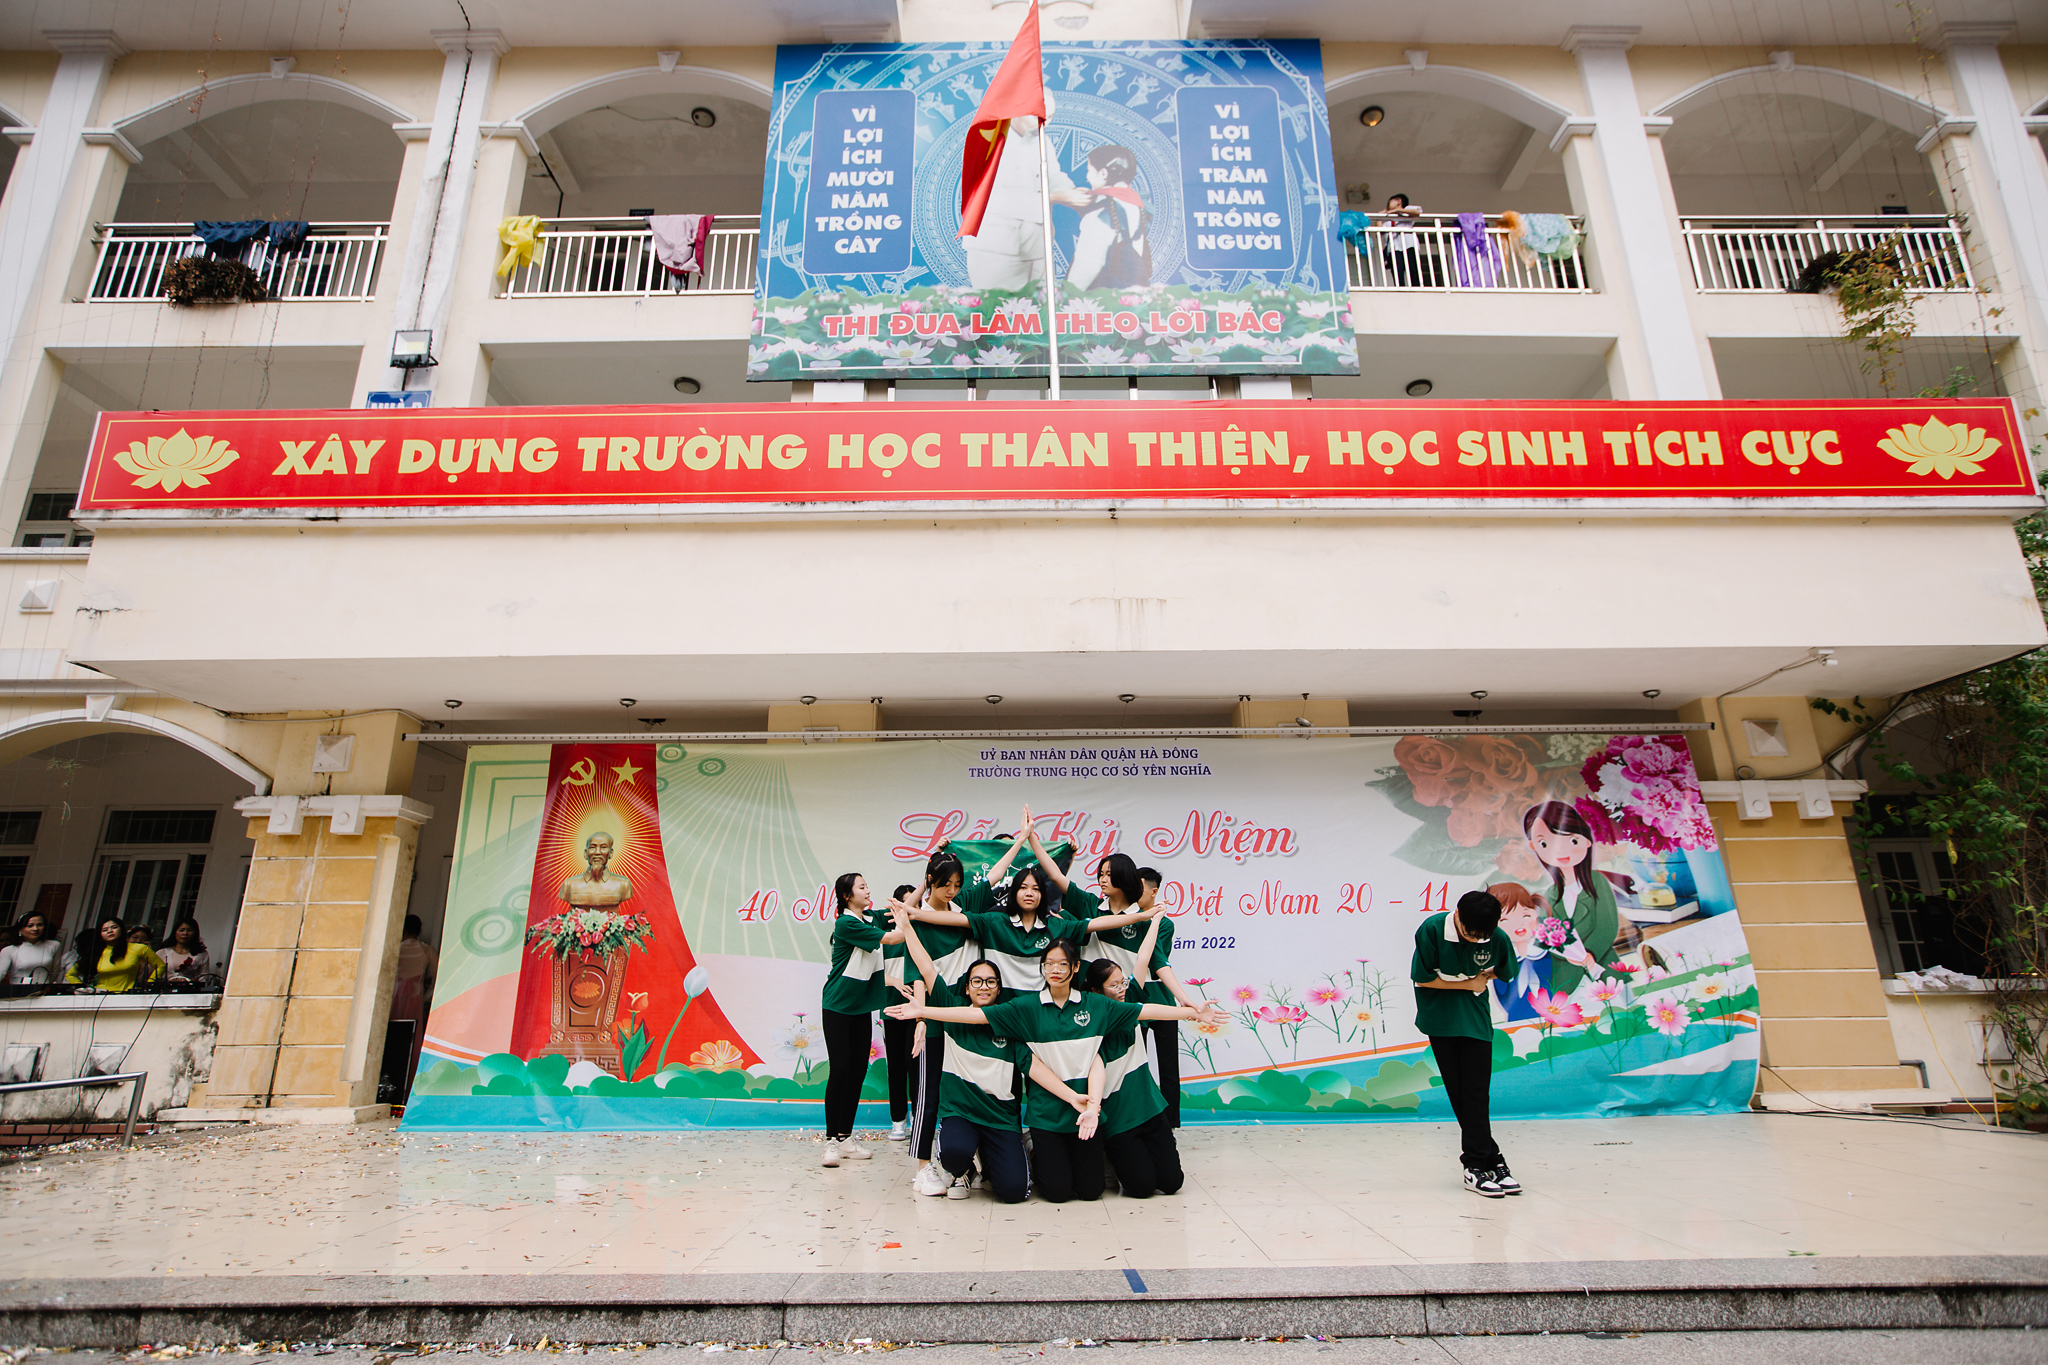 VÌ
LỢI
ÍCH
MƯỜI
NĂM
TRỒNG
CÂY
VÌ
LỢI
ÍCH
TRĂM
NĂM
TRỒNG
NGƯỜI
THI ĐUA LÀM THEO LỜI BÁC
XÂY DỰNG TRƯỜNG HỌC THÂN THIỆN, HỌC SINH TÍCH CỰC
UỶ BAN NHÂN DÂN QUẬN HÀ ĐÔNG
TRƯỜNG TRUNG HỌC CƠ SỞ YÊN NGHĨA
Lễ Kỷ Niệm
40 Việt Nam 20 - 11
2022